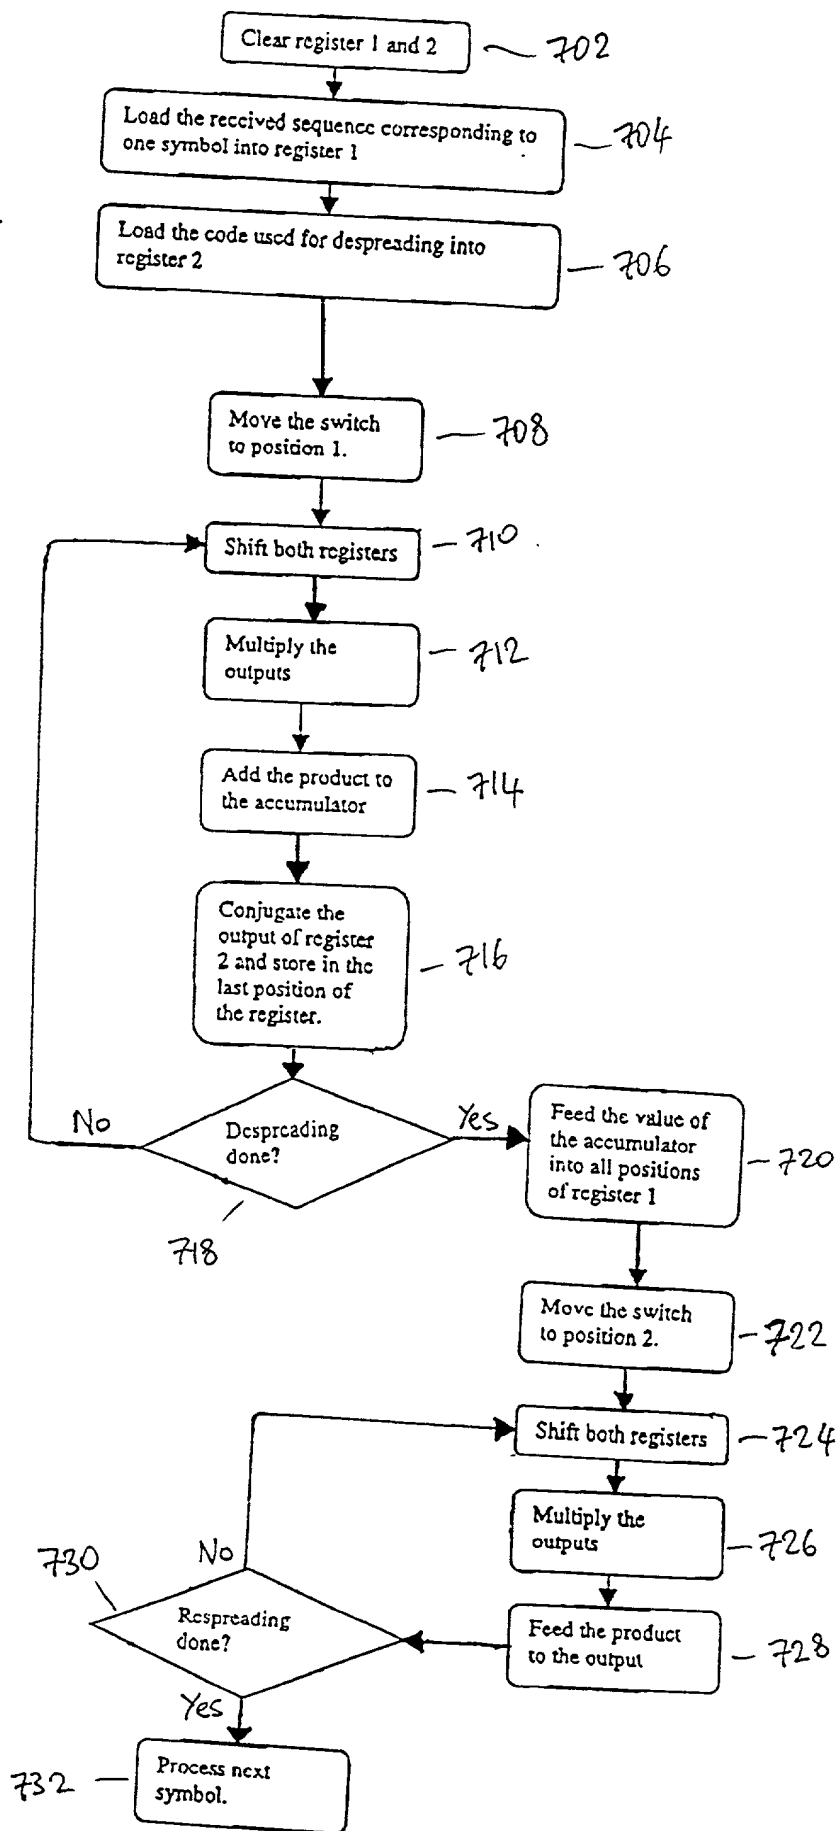 Clear register 1 and 2
702
Load the received sequence corresponding to
one symbol into register 1
704
Load the code used for despreading into
register 2
706
Move the switch
to position 1.
708
Shift both registers
710
Multiply the
outputs
712
Add the product to
the accumulator
714
Conjugate the
output of register
2 and store in the
last position of
the register.
716
Despreading
done?
No
Yes
718
Feed the value of
the accumulator
into all positions
of register 1
720
Move the switch
to position 2.
722
Shift both registers
724
Multiply the
outputs
726
Feed the product
to the output
728
730
No
Respreading
done?
Yes
Process next
symbol.
732